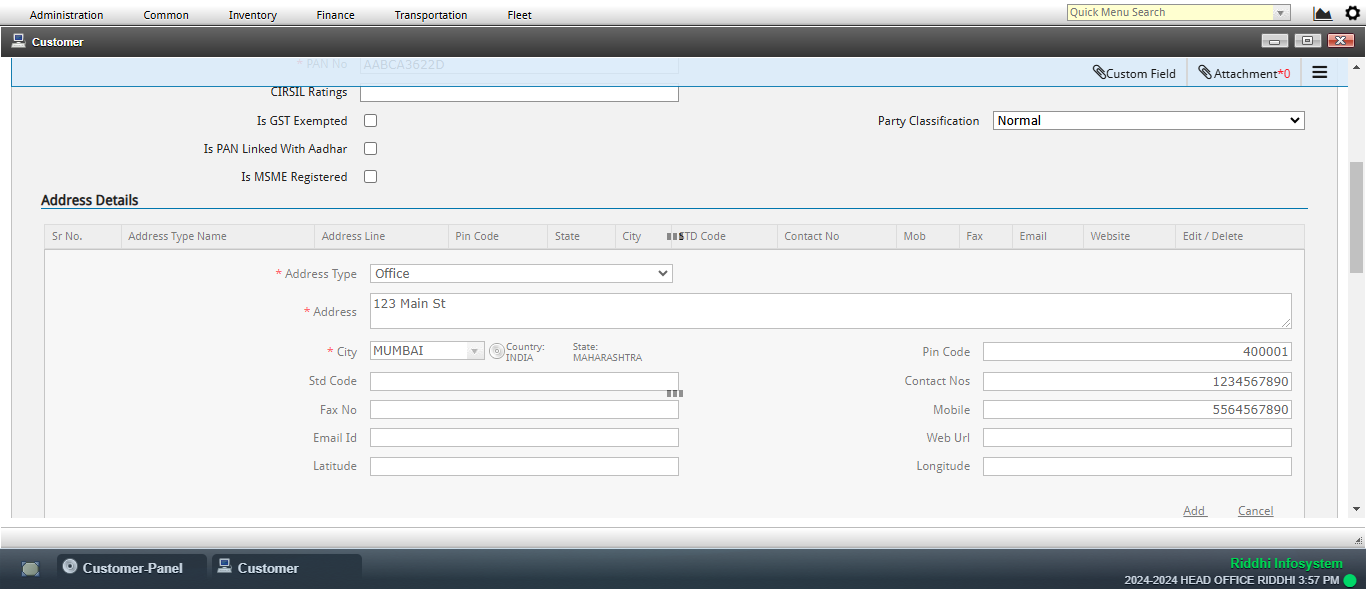 Administration Common Inventory Finance Transportation Fleet Quick Menu Search
Customer
* PAN No AABCA3622D
Custom Field Attachment*0
CIRSIL Ratings
Is GST Exempted Party Classification Normal
Is PAN Linked With Aadhar
Is MSME Registered
Address Details
Sr No. Address Type Name Address Line Pin Code State City STD Code Contact No Mob Fax Email Website Edit / Delete
* Address Type Office
* Address 123 Main St
* City MUMBAI Country: INDIA State: MAHARASHTRA Pin Code 400001
Std Code Contact Nos 1234567890
Fax No Mobile 5564567890
Email Id Web Url
Latitude Longitude
Add Cancel
Customer-Panel Customer Riddhi Infosystem
2024-2024 HEAD OFFICE RIDDHI 3:57 PM